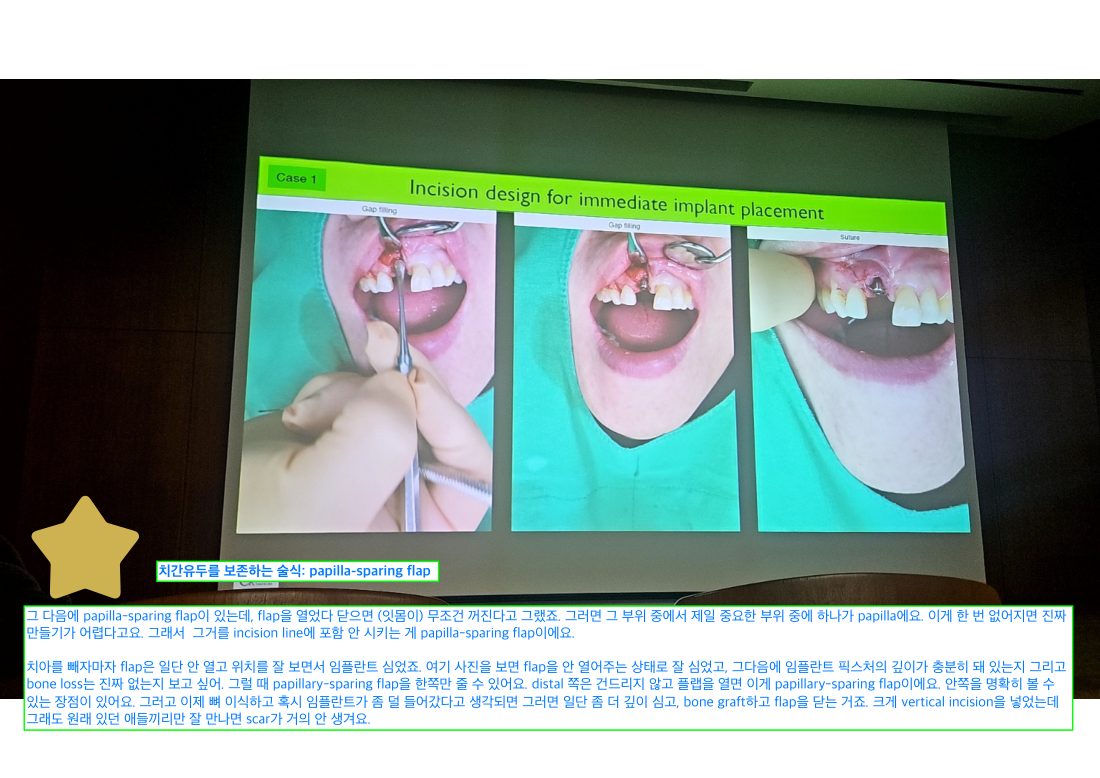 Case 1
Incision design for immediate implant placement
Gap filling
Gap filling
Suture
치간유두를 보존하는 술식: papilla-sparing flap
그 다음에 papilla-sparing flap이 있는데, flap을 열었다 닫으면 (잇몸이) 무조건 꺼진다고 그랬죠. 그러면 그 부위 중에서 제일 중요한 부위 중에 하나가 papilla에요. 이게 한 번 없어지면 진짜
만들기가 어렵다고요. 그래서 그거를 incision line에 포함 안 시키는 게 papilla-sparing flap이에요.
치아를 빼자마자 flap은 일단 안 열고 위치를 잘 보면서 임플란트 심었죠. 여기 사진을 보면 flap을 안 열어주는 상태로 잘 심었고, 그다음에 임플란트 픽스처의 깊이가 충분히 돼 있는지 그리고
bone loss는 진짜 없는지 보고 싶어. 그럴 때 papillary-sparing flap을 한쪽만 줄 수 있어요. distal 쪽은 건드리지 않고 플랩을 열면 이게 papillary-sparing flap이에요. 안쪽을 명확히 볼 수
있는 장점이 있어요. 그러고 이제 뼈 이식하고 혹시 임플란트가 좀 덜 들어갔다고 생각되면 그러면 일단 좀 더 깊이 심고, bone graft하고 flap을 닫는 거죠. 크게 vertical incision을 넣었는데
그래도 원래 있던 애들끼리만 잘 만나면 scar가 거의 안 생겨요.